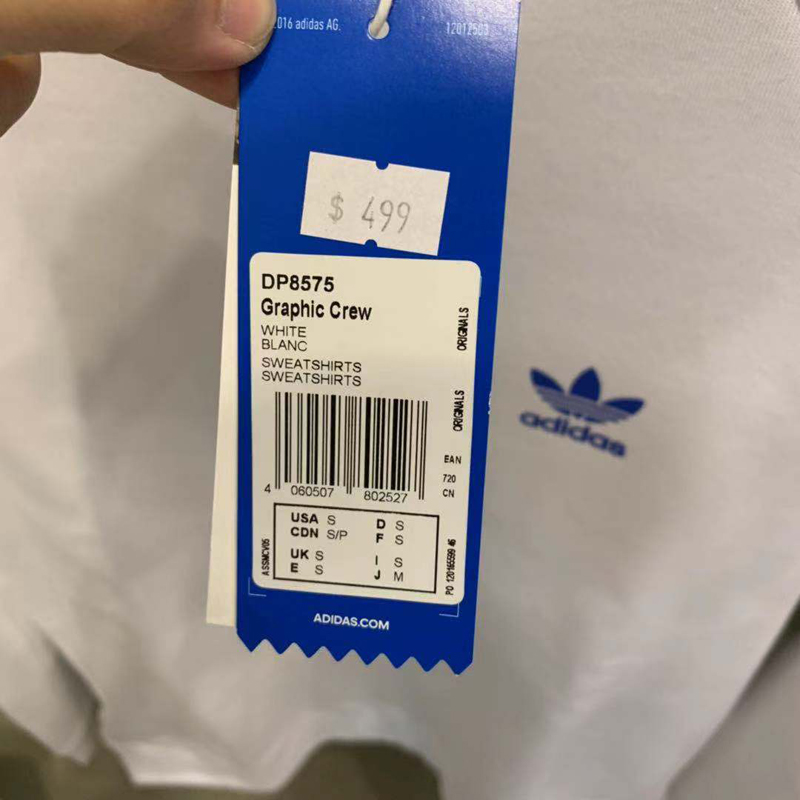 2016 adidas AG.
$ 499
DP8575
Graphic Crew
WHITE
BLANC
SWEATSHIRTS
SWEATSHIRTS
ORIGINALS
ORIGINALS
EAN
720
CN
4 060507 802527
USA S
CDN S/P
UK S
E S
D S
F S
I S
J M
ASSMCV05
ADIDAS.COM
adidas